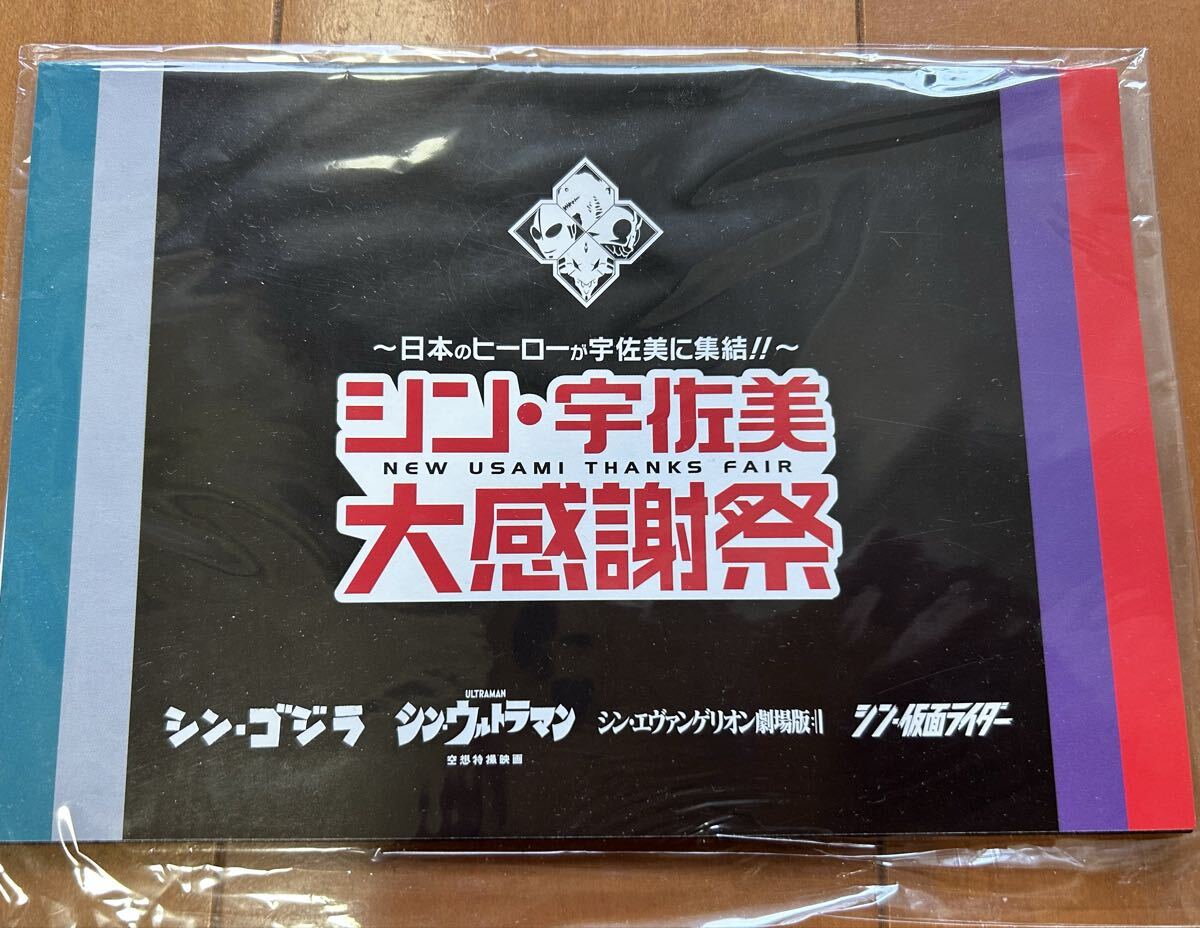 ～日本のヒーローが宇佐美に集結!!～
シン・宇佐美
NEW USAMI THANKS FAIR
大感謝祭
シン・ゴジラ
ULTRAMAN
シン・ウルトラマン
空想特撮映画
シン・エヴァンゲリオン劇場版𝄇
シン・仮面ライダー